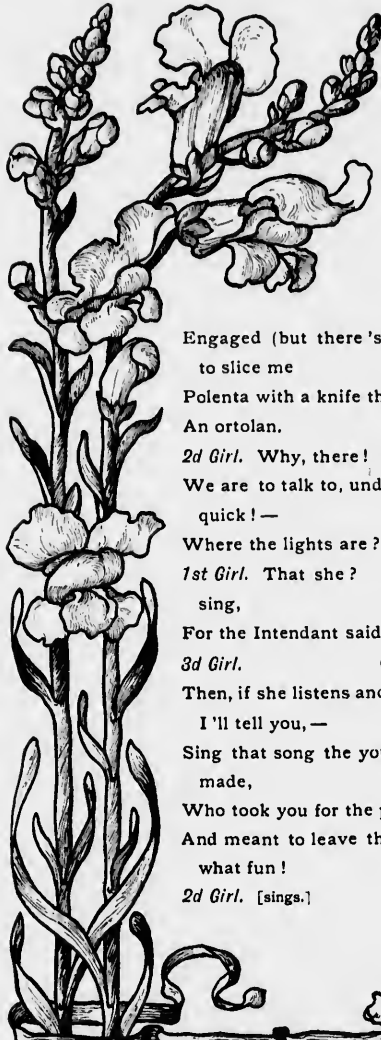 Engaged (but there's
to slice me
Polenta with a knife th
An ortolan.
2d Girl. Why, there!
We are to talk to, und
quick! —
Where the lights are?
1st Girl. That she?
sing,
For the Intendant said
3d Girl.
Then, if she listens and
I'll tell you, —
Sing that song the yo
made,
Who took you for the
And meant to leave th
what fun!
2d Girl. [sings.]